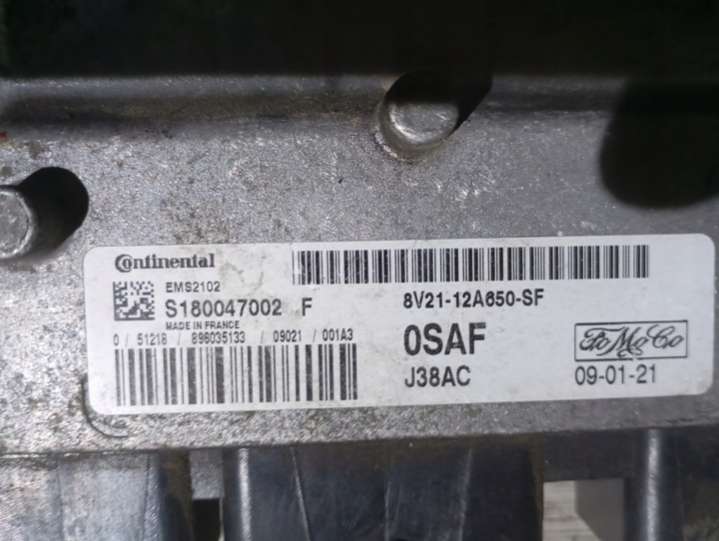 Continental
EMS2102
S180047002 F
MADE IN FRANCE
0 / 51218 / 896035133 / 09021 / 001A3
8V21-12A650-SF
0SAF
J38AC
FoMoCo
09-01-21